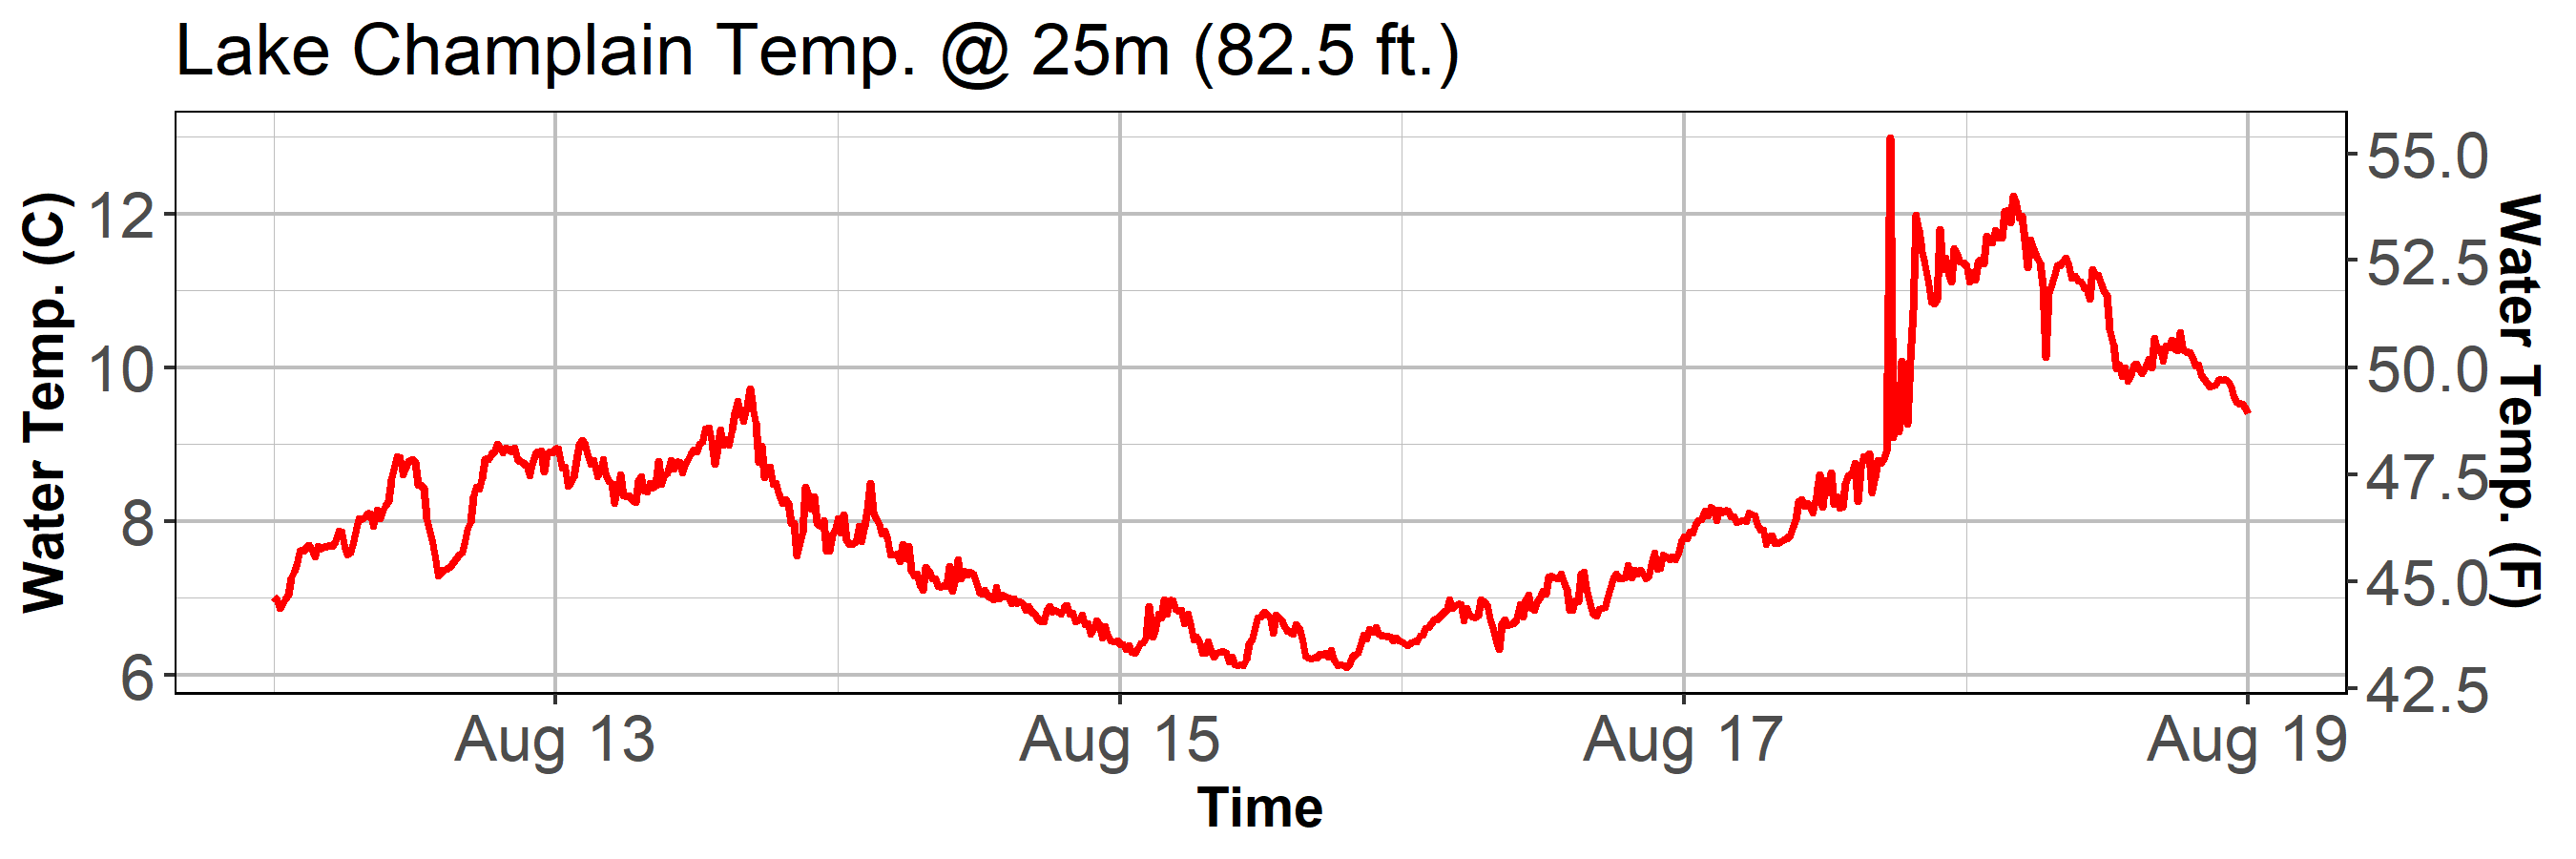 Lake Champlain Temp. @ 25m (82.5 ft.)
Water Temp. (C)
12
10
8
6
55.0
52.5
50.0
47.5
45.0
42.5
Water Temp. (F)
Aug 13
Aug 15
Aug 17
Aug 19
Time